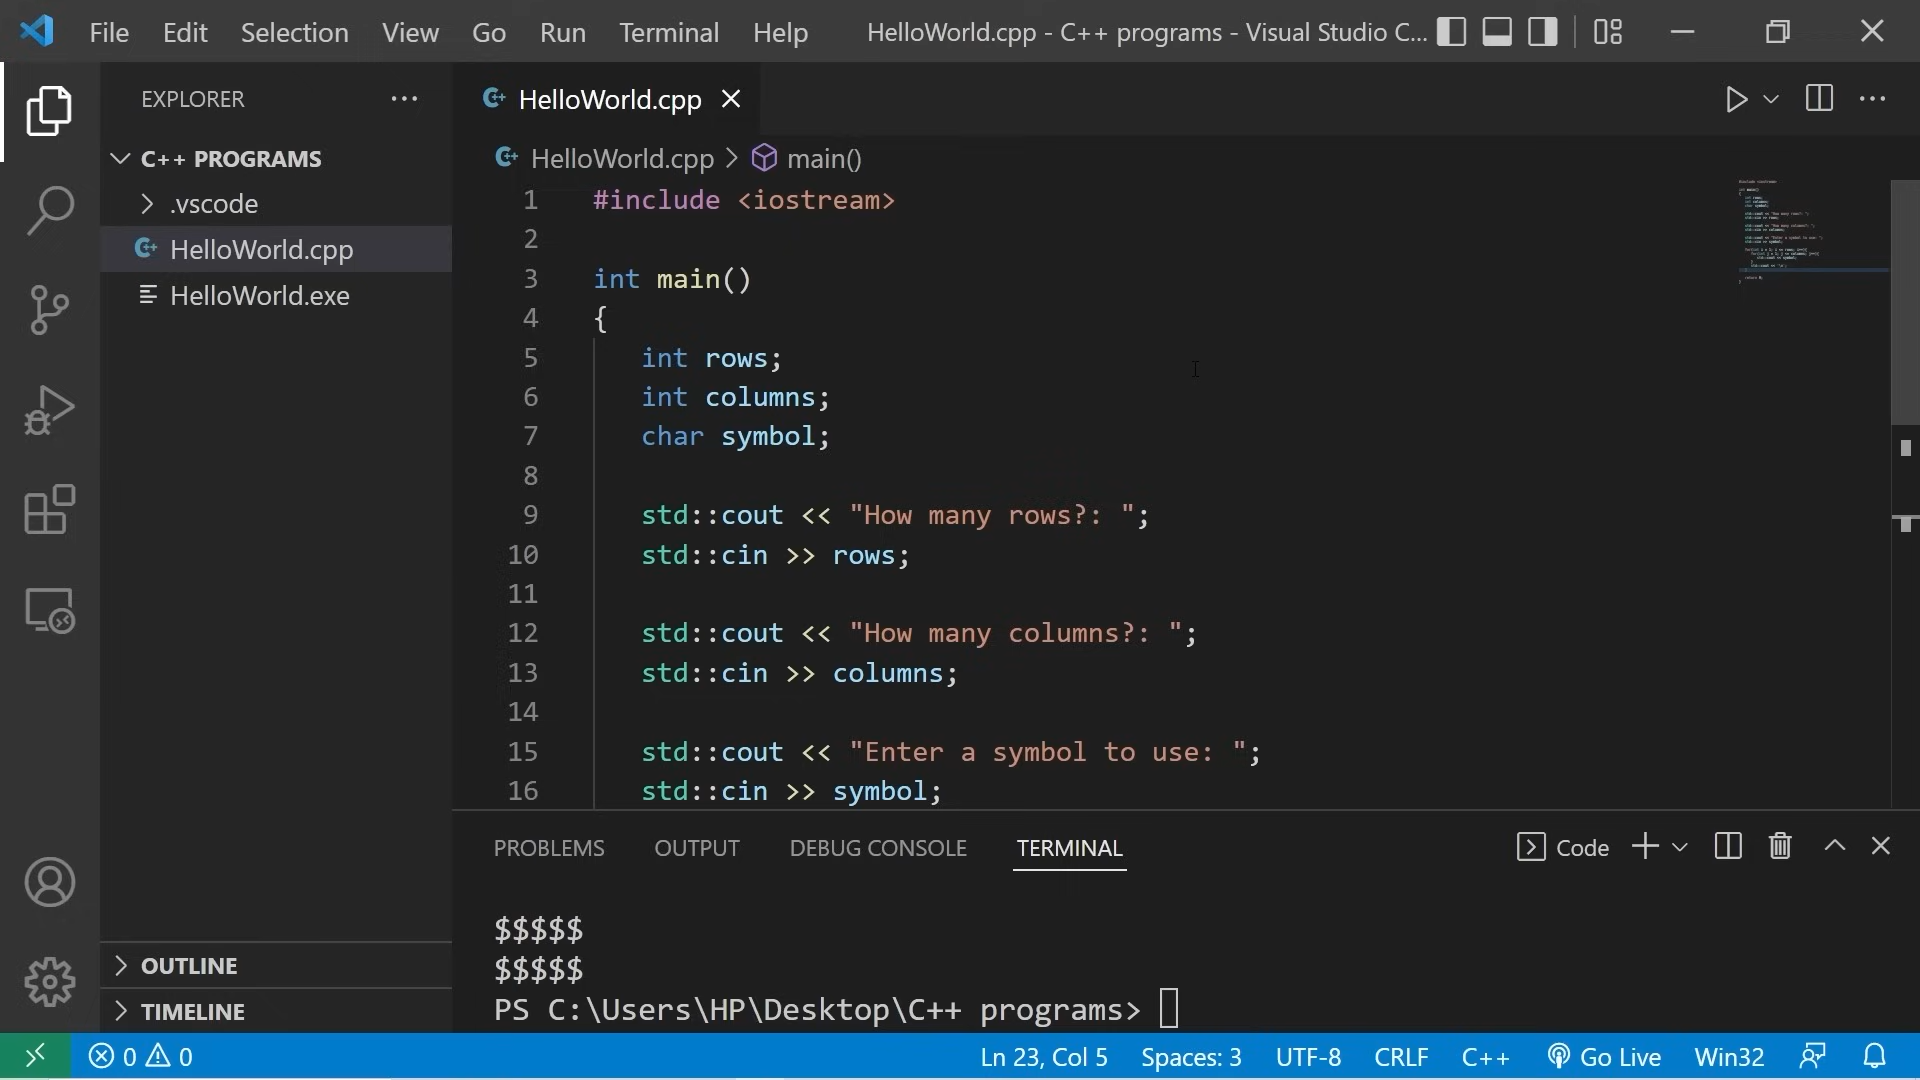 File Edit Selection View Go Run Terminal Help HelloWorld.cpp - C++ programs - Visual Studio C...
EXPLORER
C++ PROGRAMS
.vscode
HelloWorld.cpp
HelloWorld.exe
OUTLINE
TIMELINE
HelloWorld.cpp
HelloWorld.cpp > main()
1 #include <iostream>
2
3 int main()
4 {
5 int rows;
6 int columns;
7 char symbol;
8
9 std::cout << "How many rows?: ";
10 std::cin >> rows;
11
12 std::cout << "How many columns?: ";
13 std::cin >> columns;
14
15 std::cout << "Enter a symbol to use: ";
16 std::cin >> symbol;
PROBLEMS OUTPUT DEBUG CONSOLE TERMINAL Code
$$$$$
$$$$$
PS C:\Users\HP\Desktop\C++ programs>
0 0 Ln 23, Col 5 Spaces: 3 UTF-8 CRLF C++ Go Live Win32